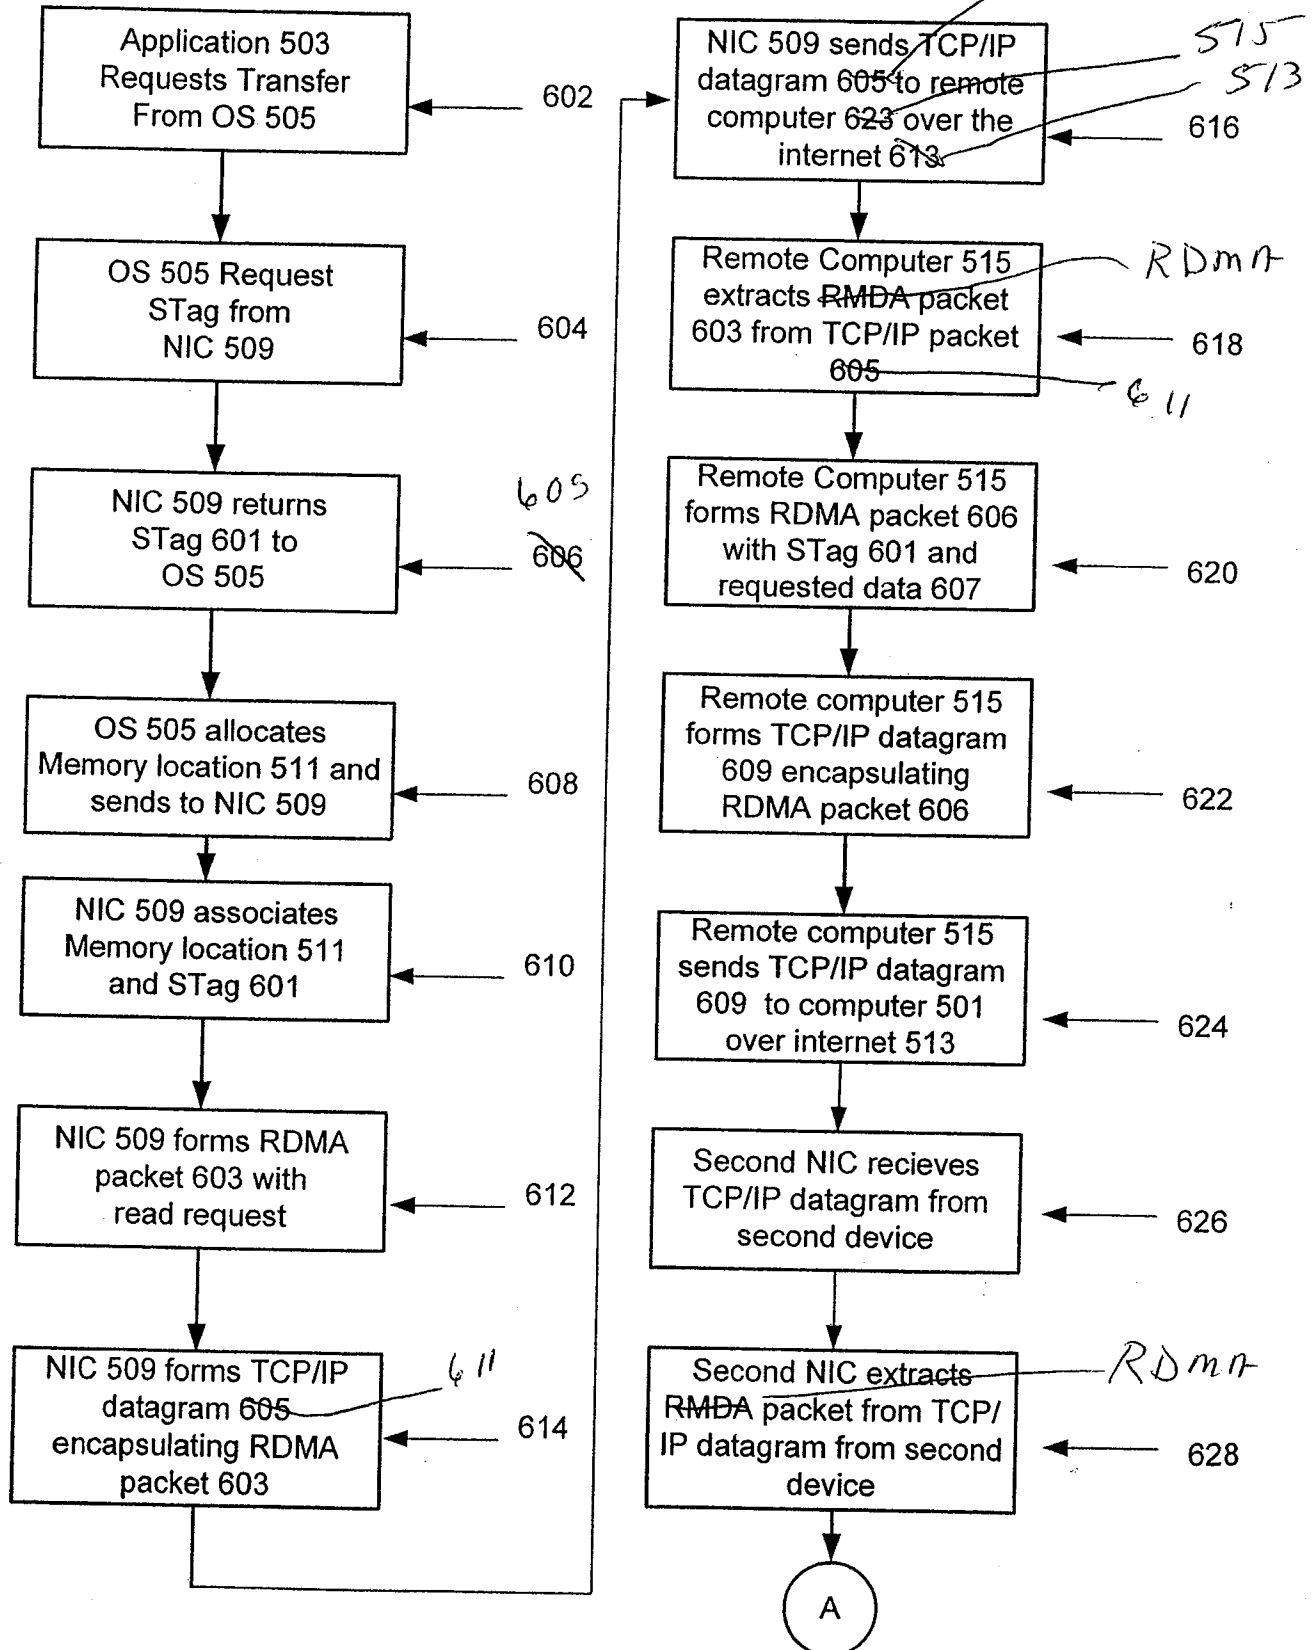 Application 503
Requests Transfer
From OS 505
602
OS 505 Request
STag from
NIC 509
604
NIC 509 returns
STag 601 to
OS 505
605
606
OS 505 allocates
Memory location 511 and
sends to NIC 509
608
NIC 509 associates
Memory location 511
and STag 601
610
NIC 509 forms RDMA
packet 603 with
read request
612
NIC 509 forms TCP/IP
datagram 605
encapsulating RDMA
packet 603
611
614
NIC 509 sends TCP/IP
datagram 605 to remote
computer 623 over the
internet 613
515
513
616
Remote Computer 515
extracts RMDA packet
603 from TCP/IP packet
605
RDMA
618
611
Remote Computer 515
forms RDMA packet 606
with STag 601 and
requested data 607
620
Remote computer 515
forms TCP/IP datagram
609 encapsulating
RDMA packet 606
622
Remote computer 515
sends TCP/IP datagram
609 to computer 501
over internet 513
624
Second NIC recieves
TCP/IP datagram from
second device
626
Second NIC extracts
RMDA packet from TCP/
IP datagram from second
device
RDMA
628
A